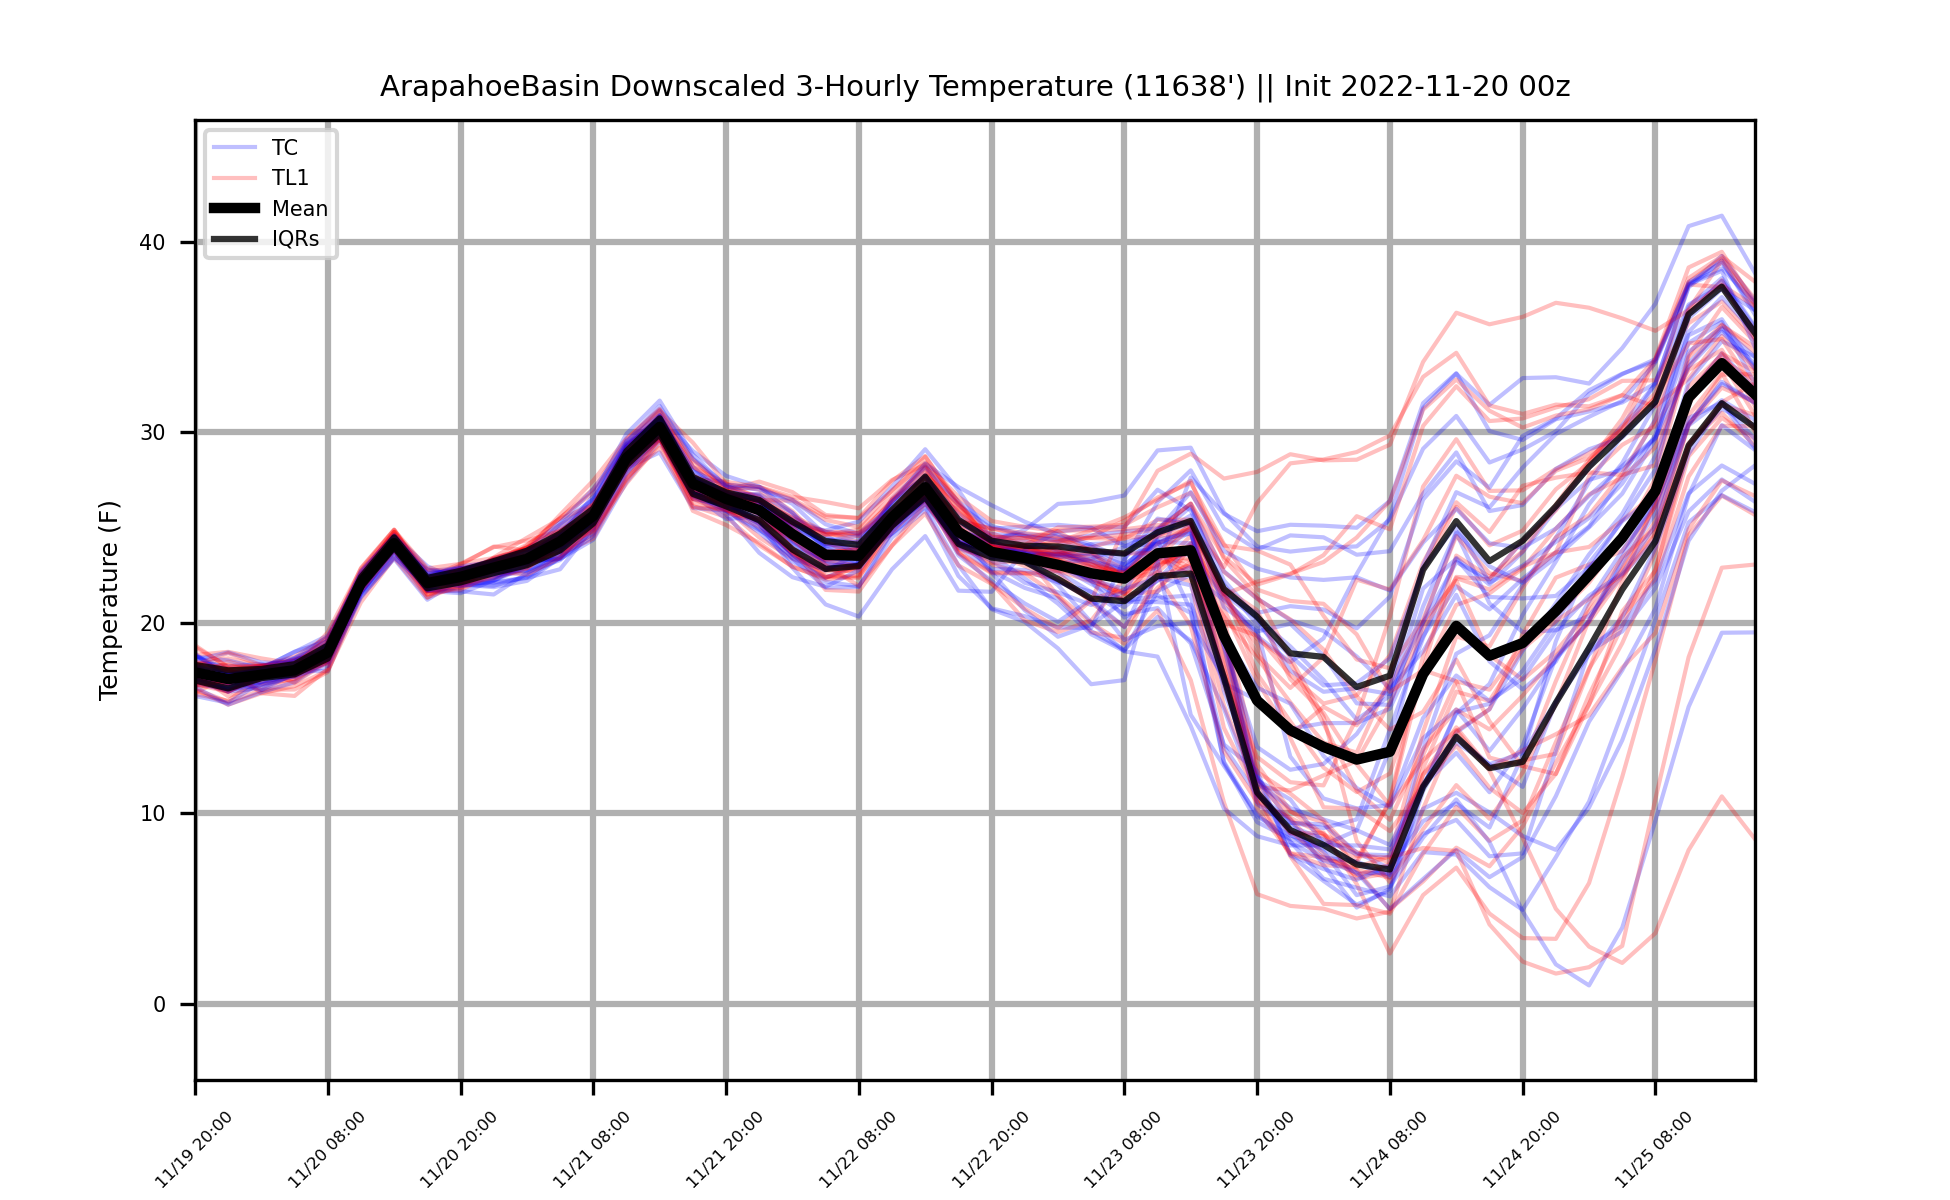 ArapahoeBasin Downscaled 3-Hourly Temperature (11638') || Init 2022-11-20 00z
TC
TL1
Mean
IQRs
Temperature (F)
40
30
20
10
0
11/19 20:00
11/20 08:00
11/20 20:00
11/21 08:00
11/21 20:00
11/22 08:00
11/22 20:00
11/23 08:00
11/23 20:00
11/24 08:00
11/24 20:00
11/25 08:00